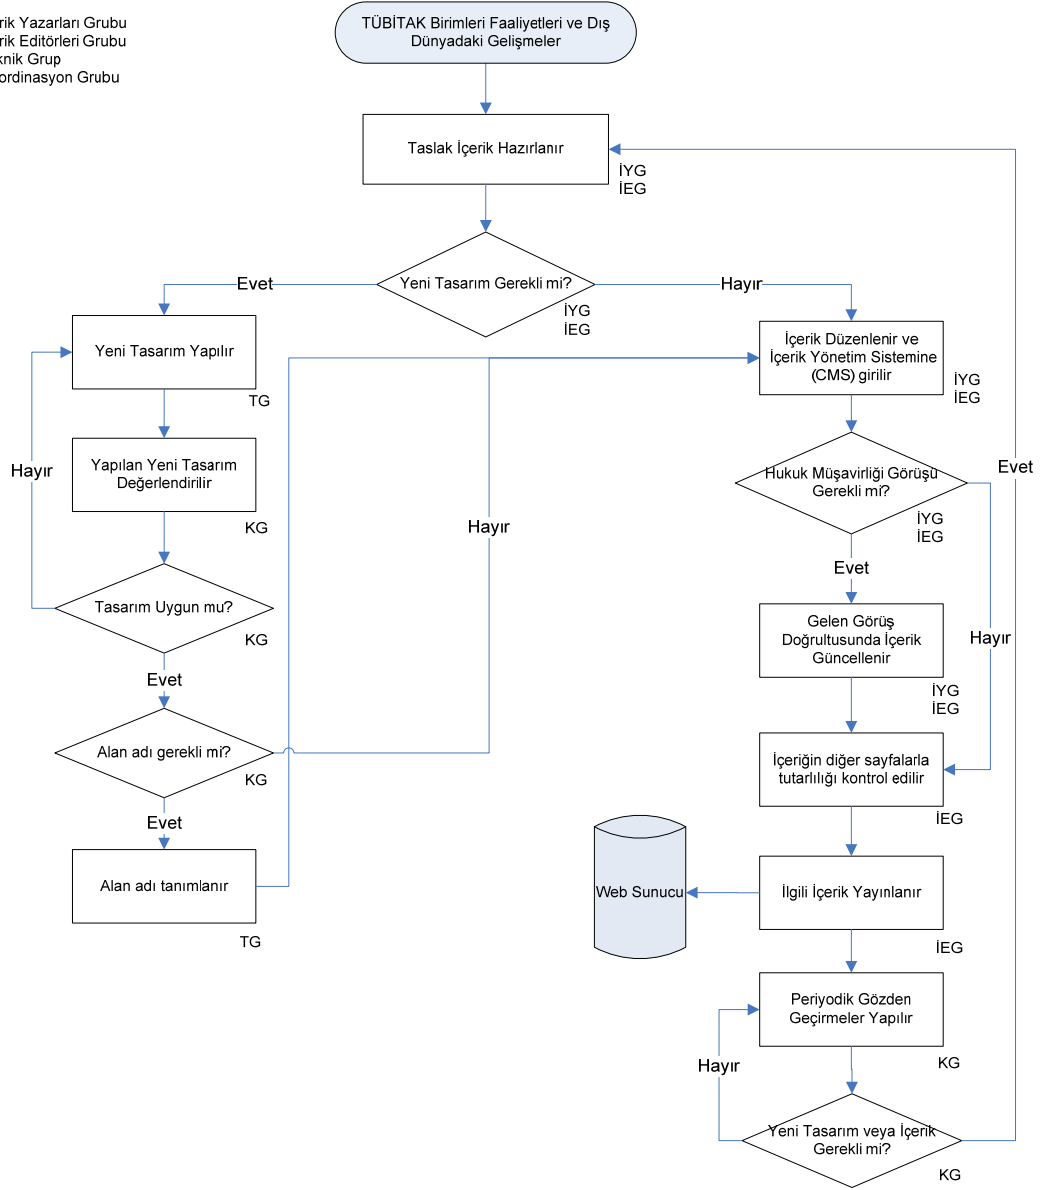 rik Yazarları Grubu
rik Editörleri Grubu
knik Grup
ordinasyon Grubu
TÜBİTAK Birimleri Faaliyetleri ve Dış
Dünyadaki Gelişmeler
Taslak İçerik Hazırlanır
İYG
İEG
Yeni Tasarım Gerekli mi?
İYG
İEG
Evet
Hayır
Yeni Tasarım Yapılır
TG
Yapılan Yeni Tasarım
Değerlendirilir
KG
Hayır
Tasarım Uygun mu?
KG
Evet
Alan adı gerekli mi?
KG
Hayır
Evet
Alan adı tanımlanır
TG
İçerik Düzenlenir ve
İçerik Yönetim Sistemine
(CMS) girilir
İYG
İEG
Hukuk Müşavirliği Görüşü
Gerekli mi?
İYG
İEG
Evet
Hayır
Gelen Görüş
Doğrultusunda İçerik
Güncellenir
İYG
İEG
İçeriğin diğer sayfalarla
tutarlılığı kontrol edilir
İEG
Web Sunucu
İlgili İçerik Yayınlanır
İEG
Periyodik Gözden
Geçirmeler Yapılır
KG
Hayır
Yeni Tasarım veya İçerik
Gerekli mi?
KG
Evet